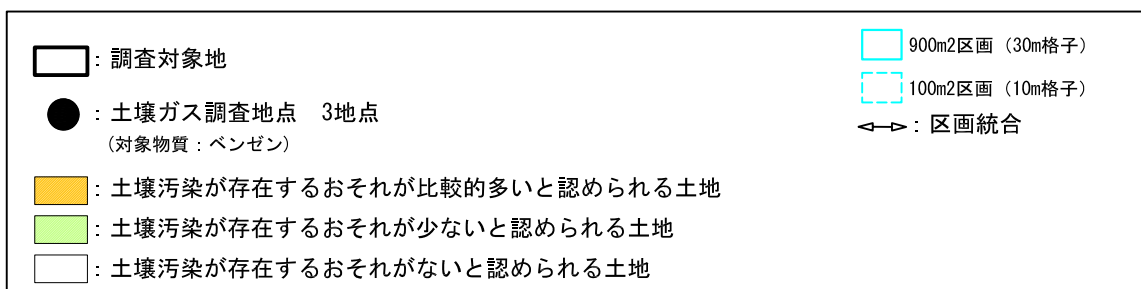 ：調査対象地
：土壌ガス調査地点　3地点
（対象物質：ベンゼン）
：土壌汚染が存在するおそれが比較的多いと認められる土地
：土壌汚染が存在するおそれが少ないと認められる土地
：土壌汚染が存在するおそれがないと認められる土地
900m2区画（30m格子）
100m2区画（10m格子）
：区画統合